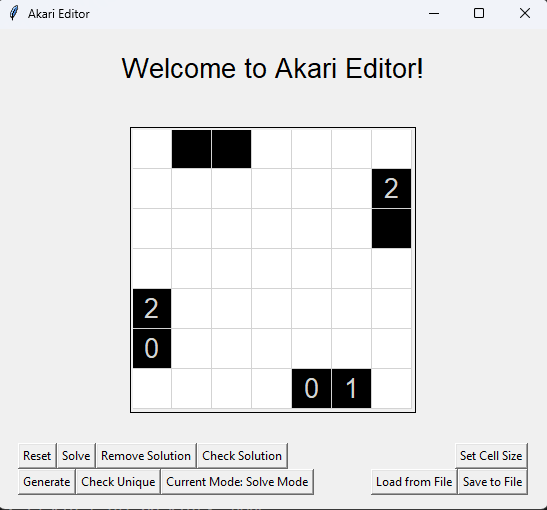 Akari Editor
Welcome to Akari Editor!
2
2
0
0 1
Reset Solve Remove Solution Check Solution Set Cell Size
Generate Check Unique Current Mode: Solve Mode Load from File Save to File